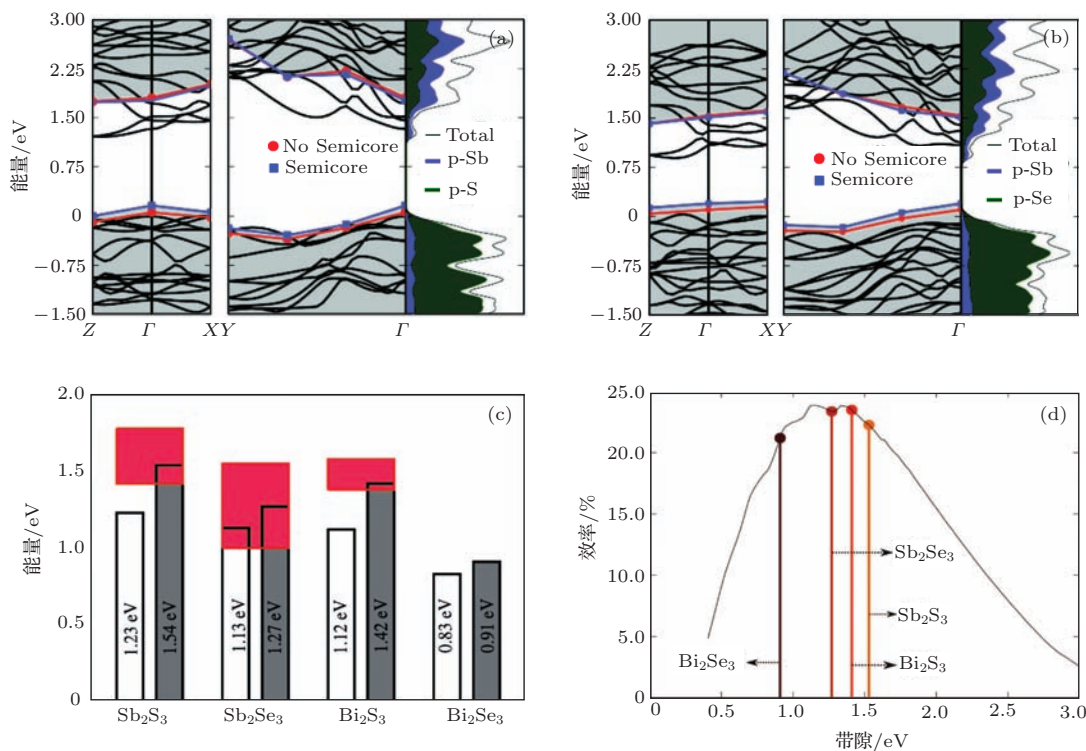 (a)
3.00
2.25
1.50
0.75
0
−0.75
−1.50
能量/eV
Z
Γ
X
Y
Γ
No Semicore
Semicore
Total
p-Sb
p-S
(b)
3.00
2.25
1.50
0.75
0
−0.75
−1.50
能量/eV
Z
Γ
X
Y
Γ
No Semicore
Semicore
Total
p-Sb
p-Se
(c)
2.0
1.5
1.0
0.5
0
能量/eV
1.23 eV
1.54 eV
1.13 eV
1.27 eV
1.12 eV
1.42 eV
0.83 eV
0.91 eV
Sb₂S₃
Sb₂Se₃
Bi₂S₃
Bi₂Se₃
(d)
25.0
20.0
15.0
10.0
5.0
0
效率/%
Sb₂Se₃
Sb₂S₃
Bi₂Se₃
Bi₂S₃
0
0.5
1.0
1.5
2.0
2.5
3.0
带隙/eV